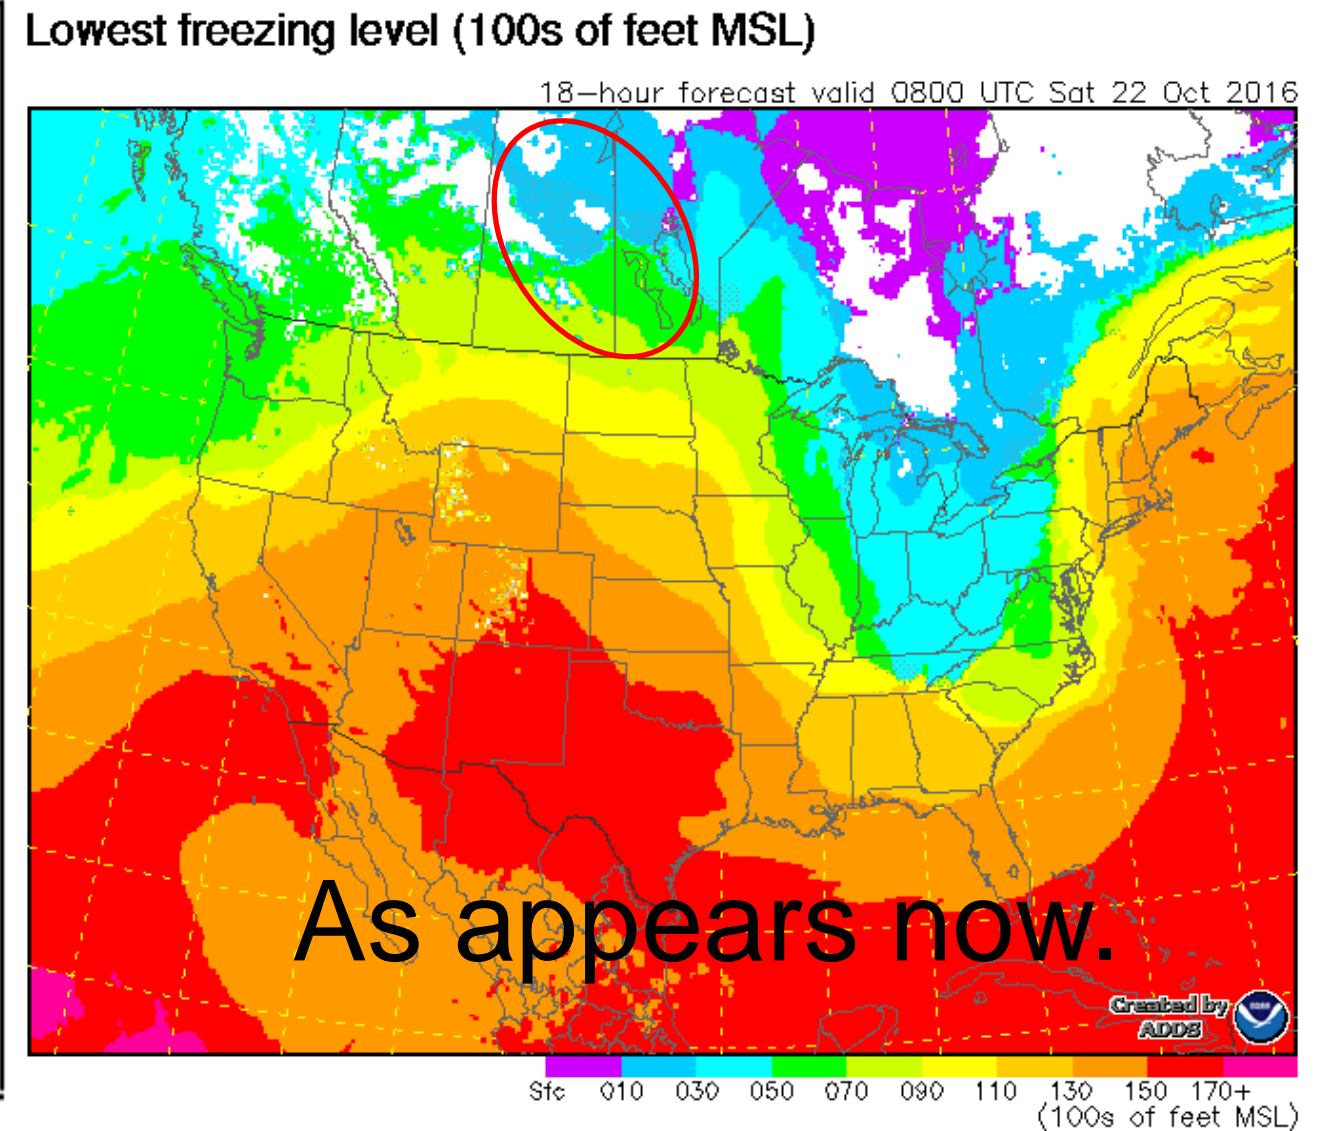 Lowest freezing level (100s of feet MSL)
18-hour forecast valid 0800 UTC Sat 22 Oct 2016
As appears now.
Created by
ADDS
Sfc 010 030 050 070 090 110 130 150 170+
(100s of feet MSL)